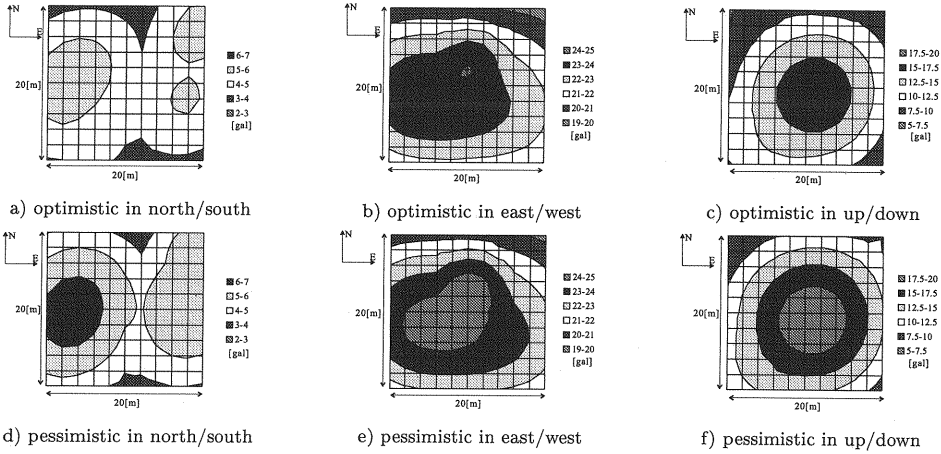 N
E
20[m]
20[m]
6-7
5-6
4-5
3-4
2-3
[gal]
a) optimistic in north/south
N
E
20[m]
20[m]
24-25
23-24
22-23
21-22
20-21
19-20
[gal]
b) optimistic in east/west
N
E
20[m]
20[m]
17.5-20
15-17.5
12.5-15
10-12.5
7.5-10
5-7.5
[gal]
c) optimistic in up/down
N
E
20[m]
20[m]
6-7
5-6
4-5
3-4
2-3
[gal]
d) pessimistic in north/south
N
E
20[m]
20[m]
24-25
23-24
22-23
21-22
20-21
19-20
[gal]
e) pessimistic in east/west
N
E
20[m]
20[m]
17.5-20
15-17.5
12.5-15
10-12.5
7.5-10
5-7.5
[gal]
f) pessimistic in up/down